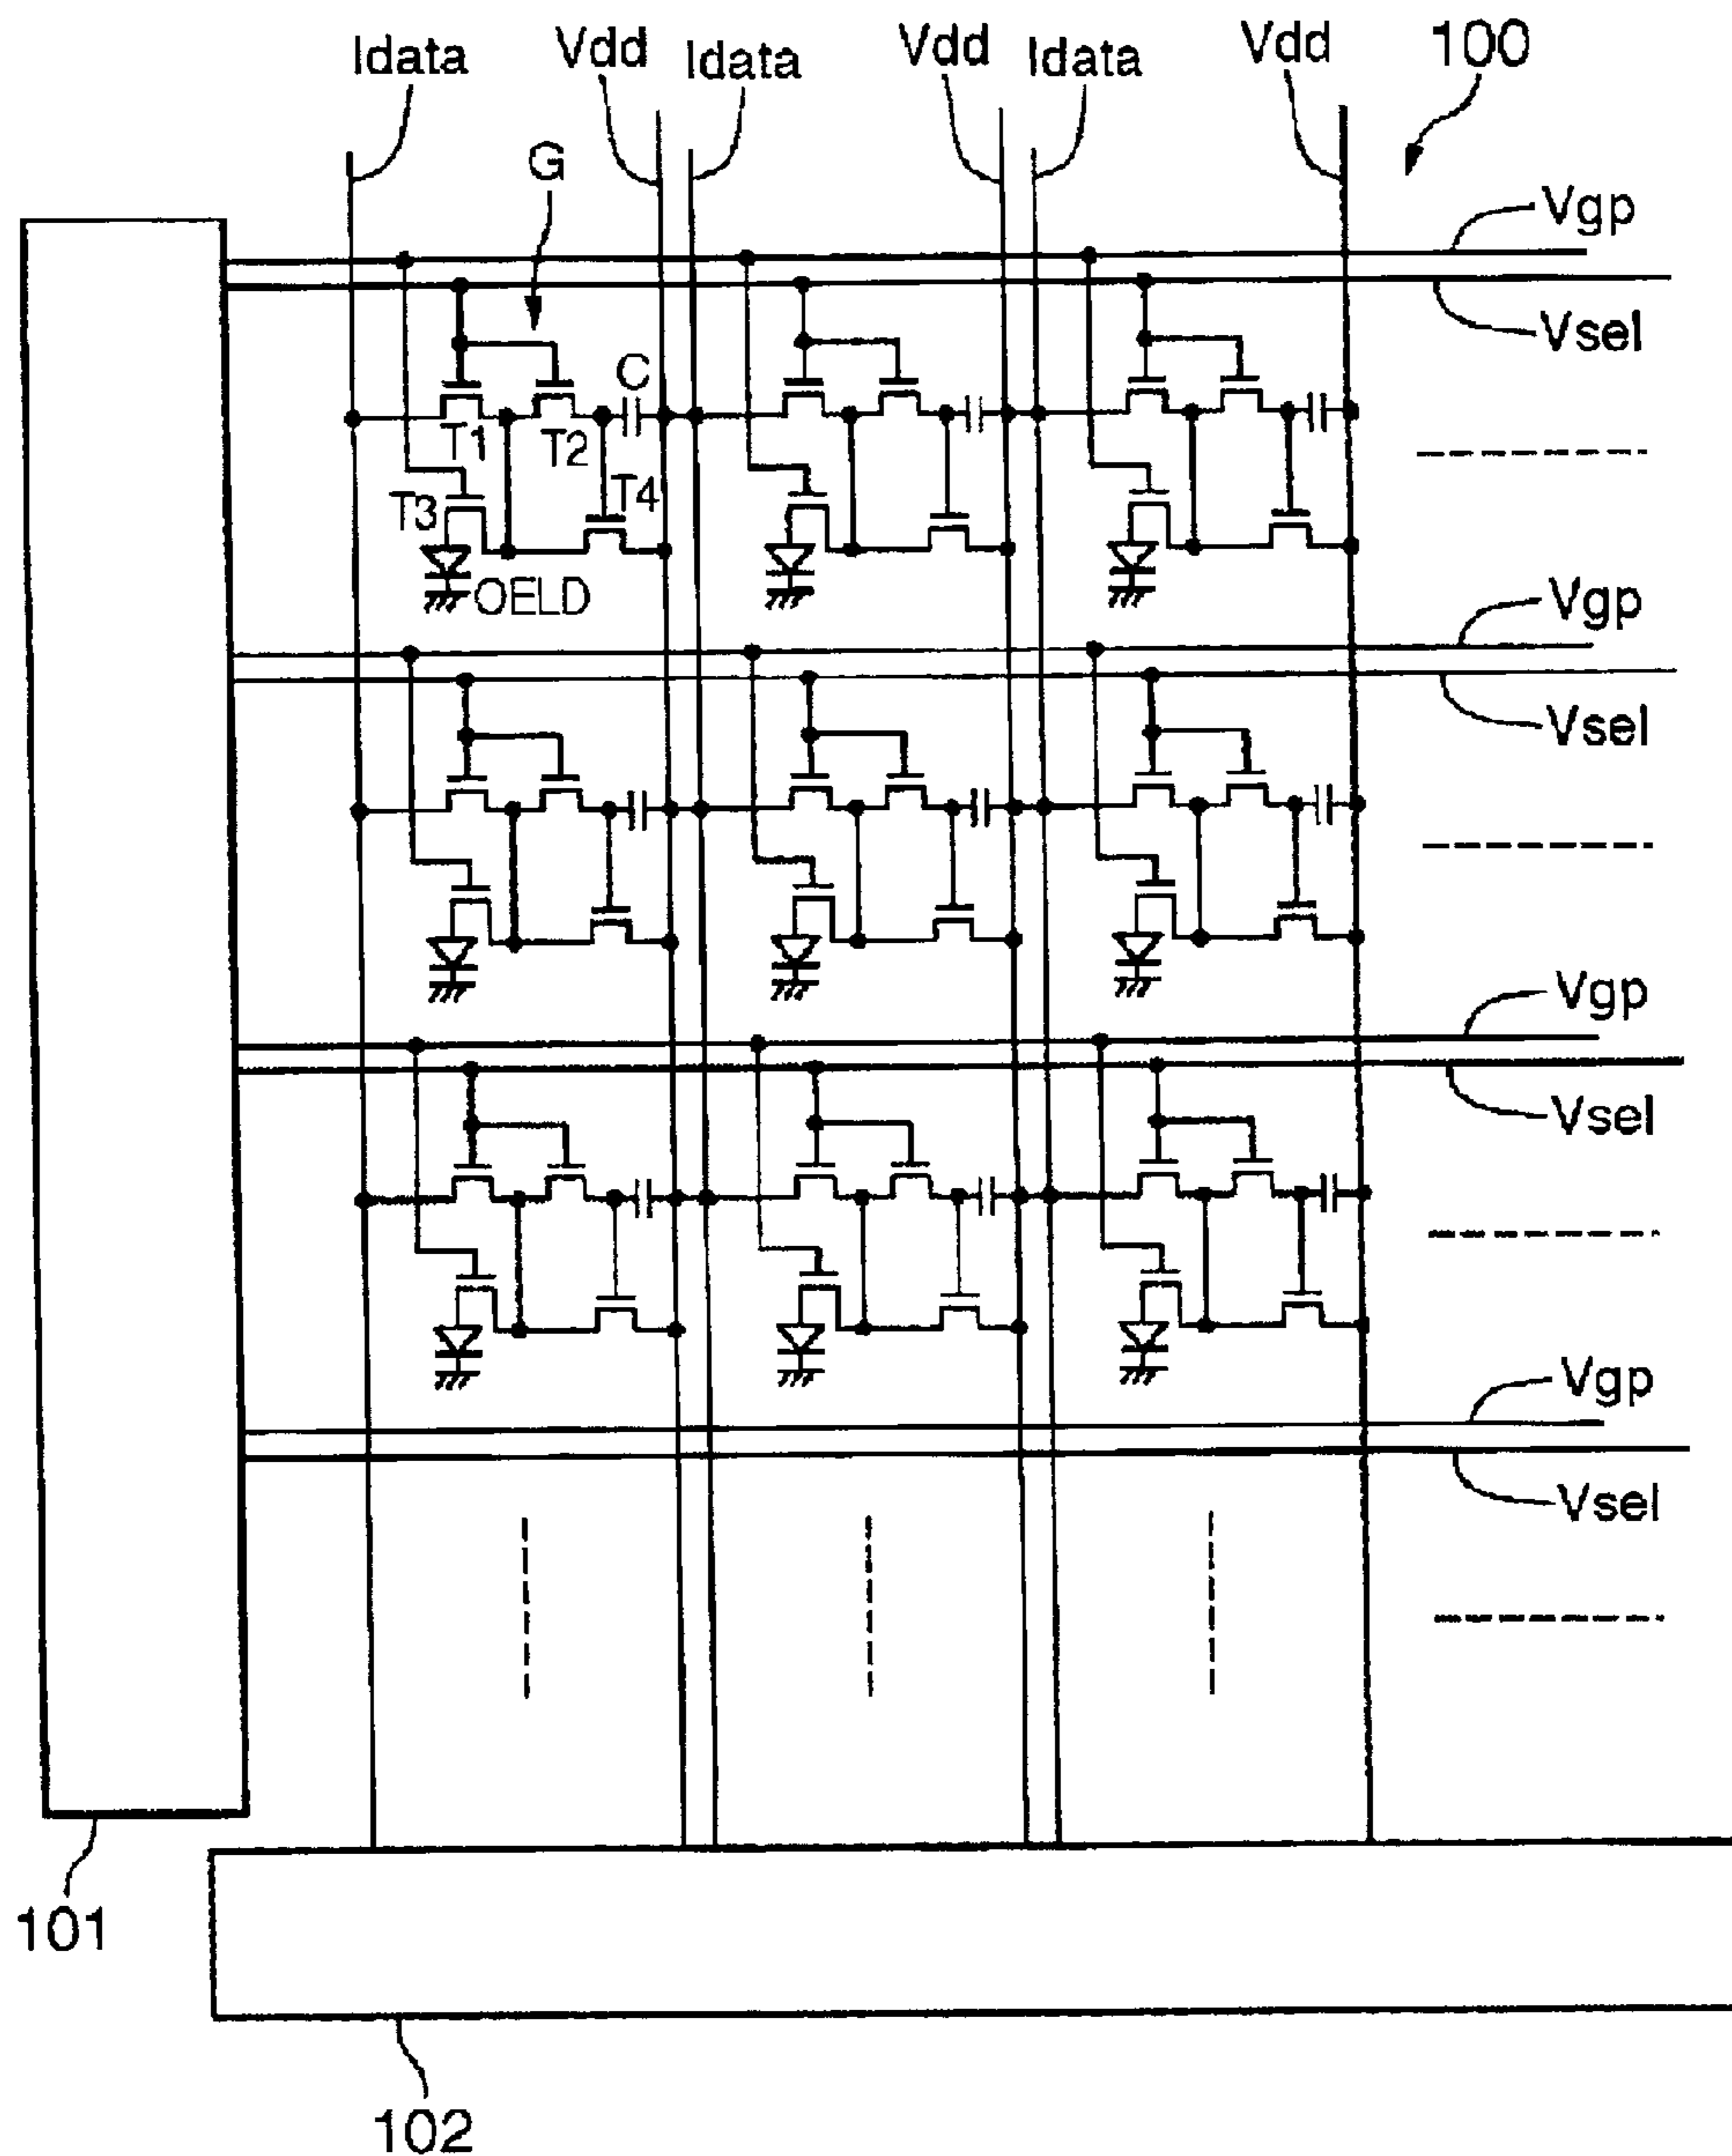 Idata Vdd Idata Vdd Idata Vdd 100
G
Vgp
Vsel
C
T1 T2
T3 T4
OELD
Vgp
Vsel
Vgp
Vsel
Vgp
Vsel
101
102